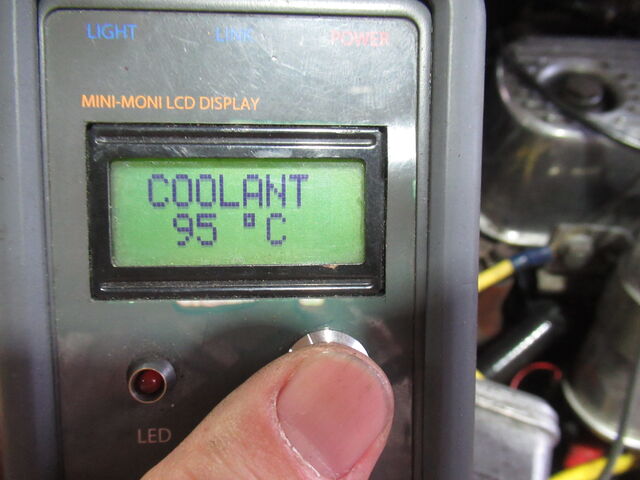 LIGHT LINK POWER
MINI-MONI LCD DISPLAY
COOLANT
95 °C
LED